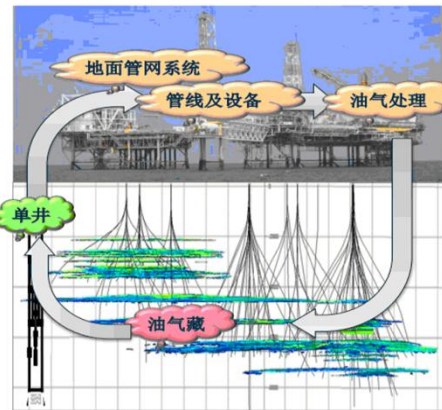 地面管网系统
管线及设备
油气处理
单井
油气藏